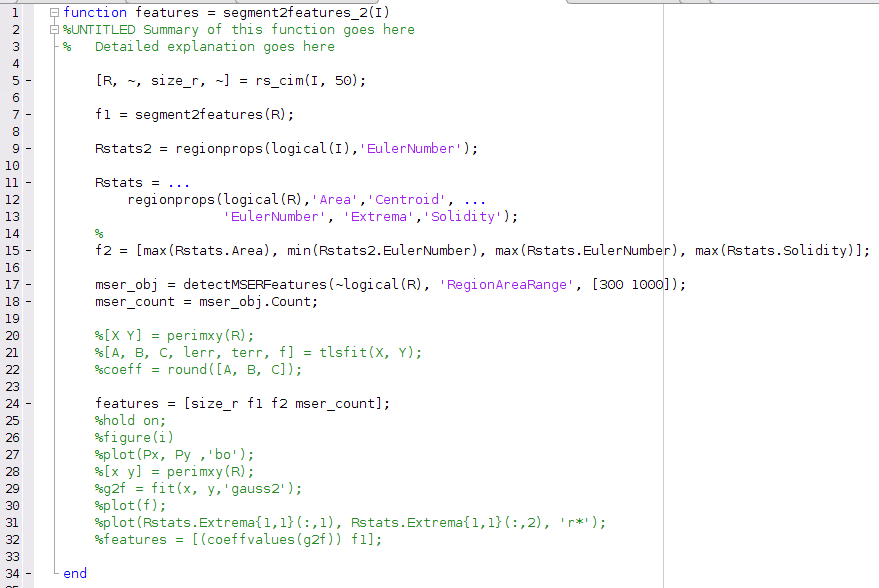 1 function features = segment2features_2(I)
2 %UNTITLED Summary of this function goes here
3 %   Detailed explanation goes here
4
5 -     [R, ~, size_r, ~] = rs_cim(I, 50);
6
7 -     f1 = segment2features(R);
8
9 -     Rstats2 = regionprops(logical(I),'EulerNumber');
10
11 -     Rstats = ...
12         regionprops(logical(R),'Area','Centroid', ...
13                     'EulerNumber', 'Extrema','Solidity');
14     %
15 -     f2 = [max(Rstats.Area), min(Rstats2.EulerNumber), max(Rstats.EulerNumber), max(Rstats.Solidity)];
16
17 -     mser_obj = detectMSERFeatures(~logical(R), 'RegionAreaRange', [300 1000]);
18 -     mser_count = mser_obj.Count;
19
20     %[X Y] = perimxy(R);
21     %[A, B, C, lerr, terr, f] = tlsfit(X, Y);
22     %coeff = round([A, B, C]);
23
24 -     features = [size_r f1 f2 mser_count];
25     %hold on;
26     %figure(i)
27     %plot(Px, Py ,'bo');
28     %[x y] = perimxy(R);
29     %g2f = fit(x, y,'gauss2');
30     %plot(f);
31     %plot(Rstats.Extrema{1,1}(:,1), Rstats.Extrema{1,1}(:,2), 'r*');
32     %features = [(coeffvalues(g2f)) f1];
33
34 - end